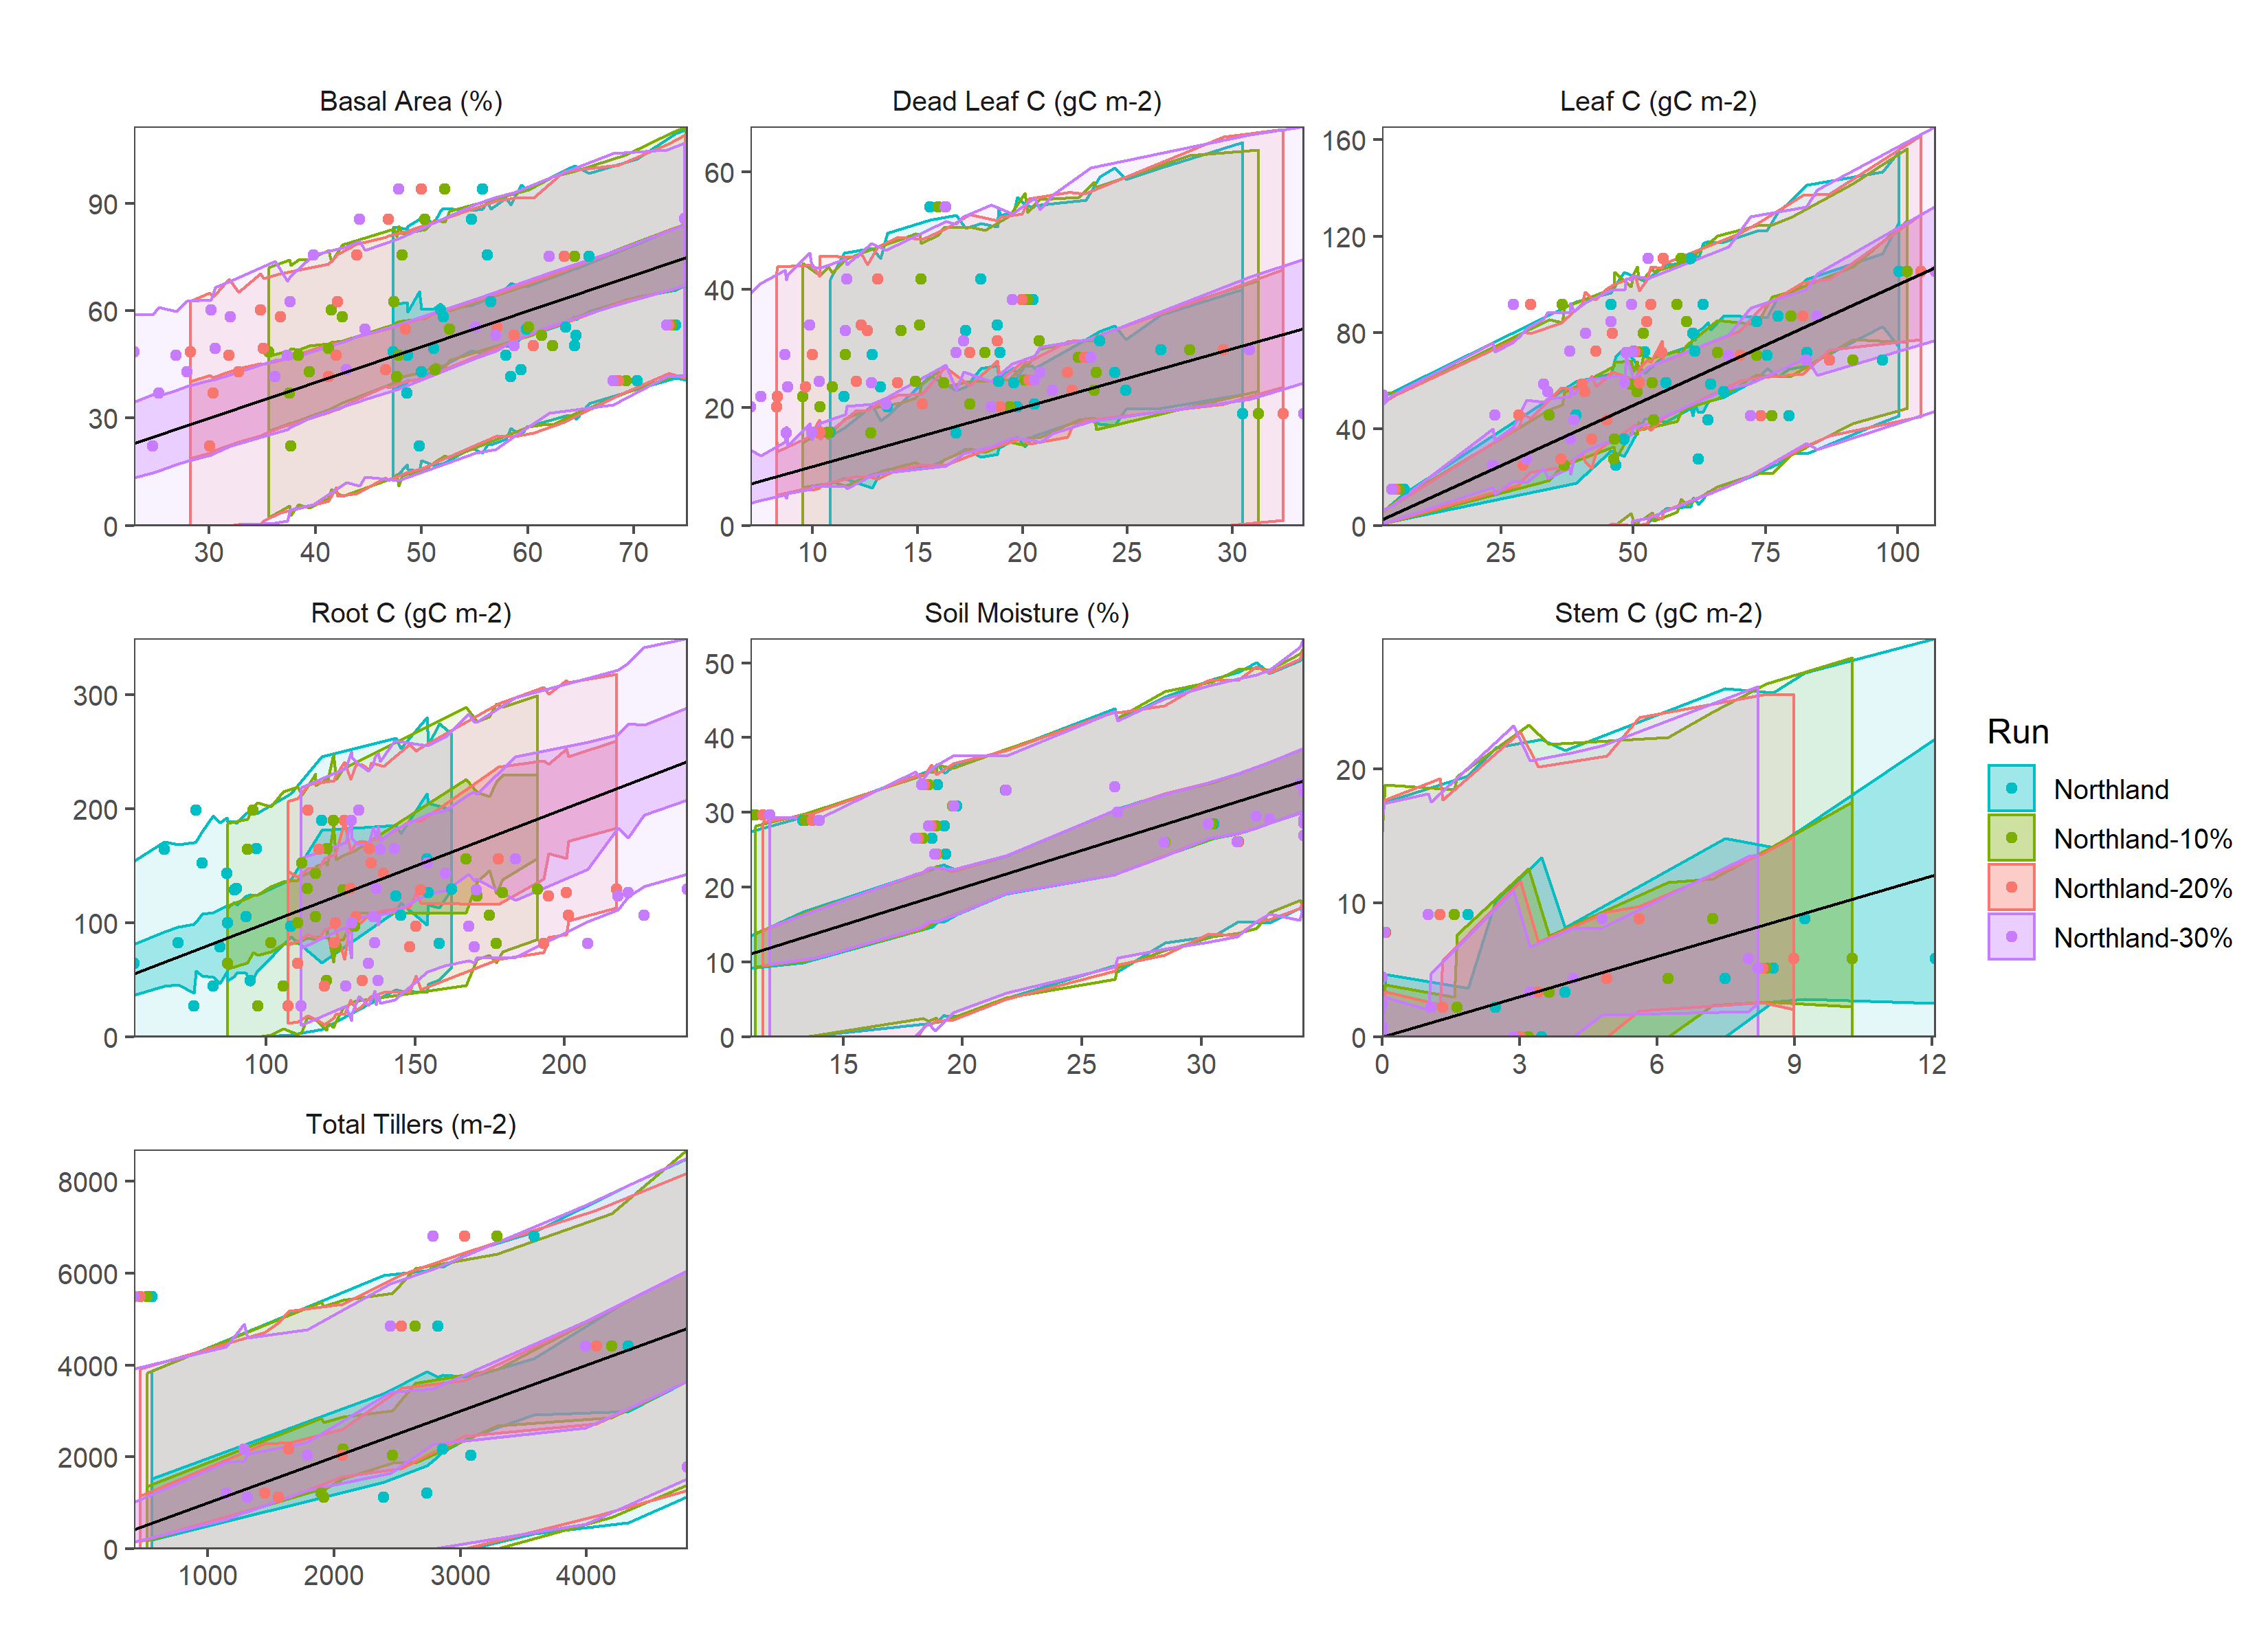 Basal Area (%)
Dead Leaf C (gC m-2)
Leaf C (gC m-2)
90
60
30
0
30 40 50 60 70
60
40
20
0
10 15 20 25 30
160
120
80
40
0
25 50 75 100
Root C (gC m-2)
Soil Moisture (%)
Stem C (gC m-2)
300
200
100
0
100 150 200
50
40
30
20
10
0
15 20 25 30
20
10
0
0 3 6 9 12
Total Tillers (m-2)
8000
6000
4000
2000
0
1000 2000 3000 4000
Run
Northland
Northland-10%
Northland-20%
Northland-30%